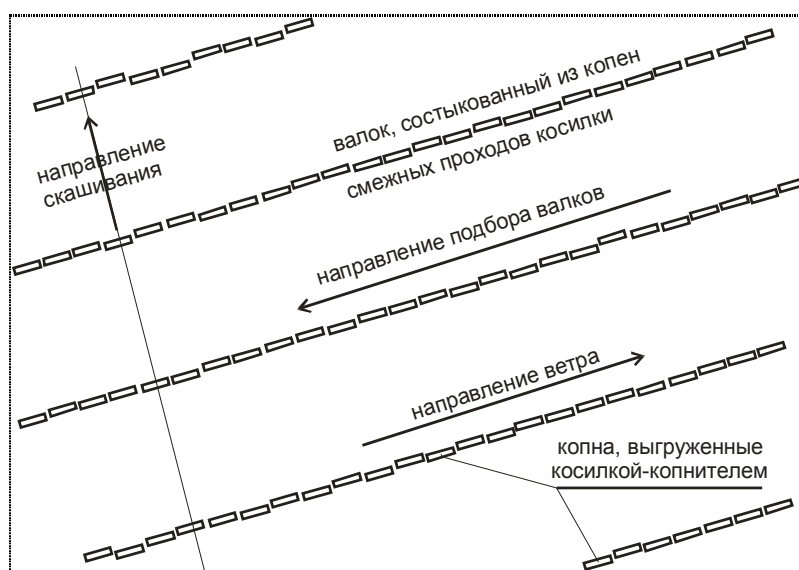 валок, состыкованный из копен
смежных проходов косилки
направление
скашивания
направление подбора валков
направление ветра
копна, выгруженные
косилкой-копнителем